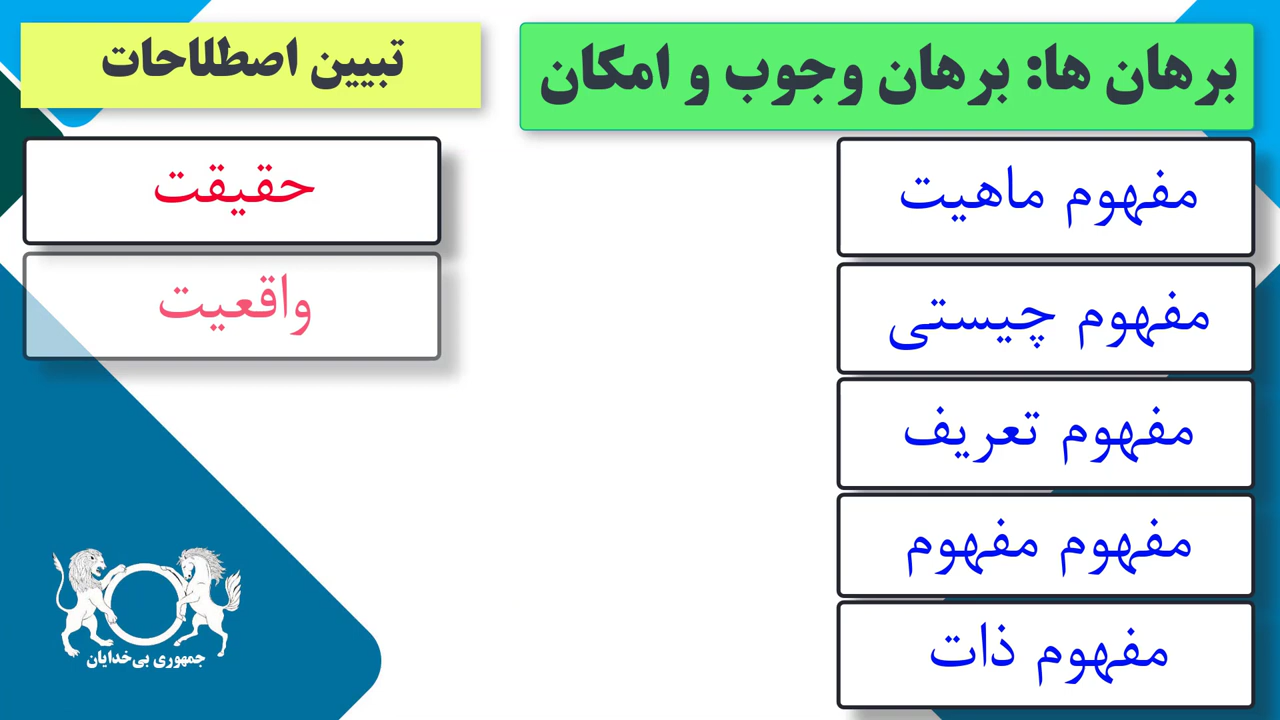 برهان ها: برهان وجوب و امکان
تبیین اصطلاحات
مفهوم ماهیت
مفهوم چیستی
مفهوم تعریف
مفهوم مفهوم
مفهوم ذات
حقیقت
واقعیت
جمهوری بی‌خدایان